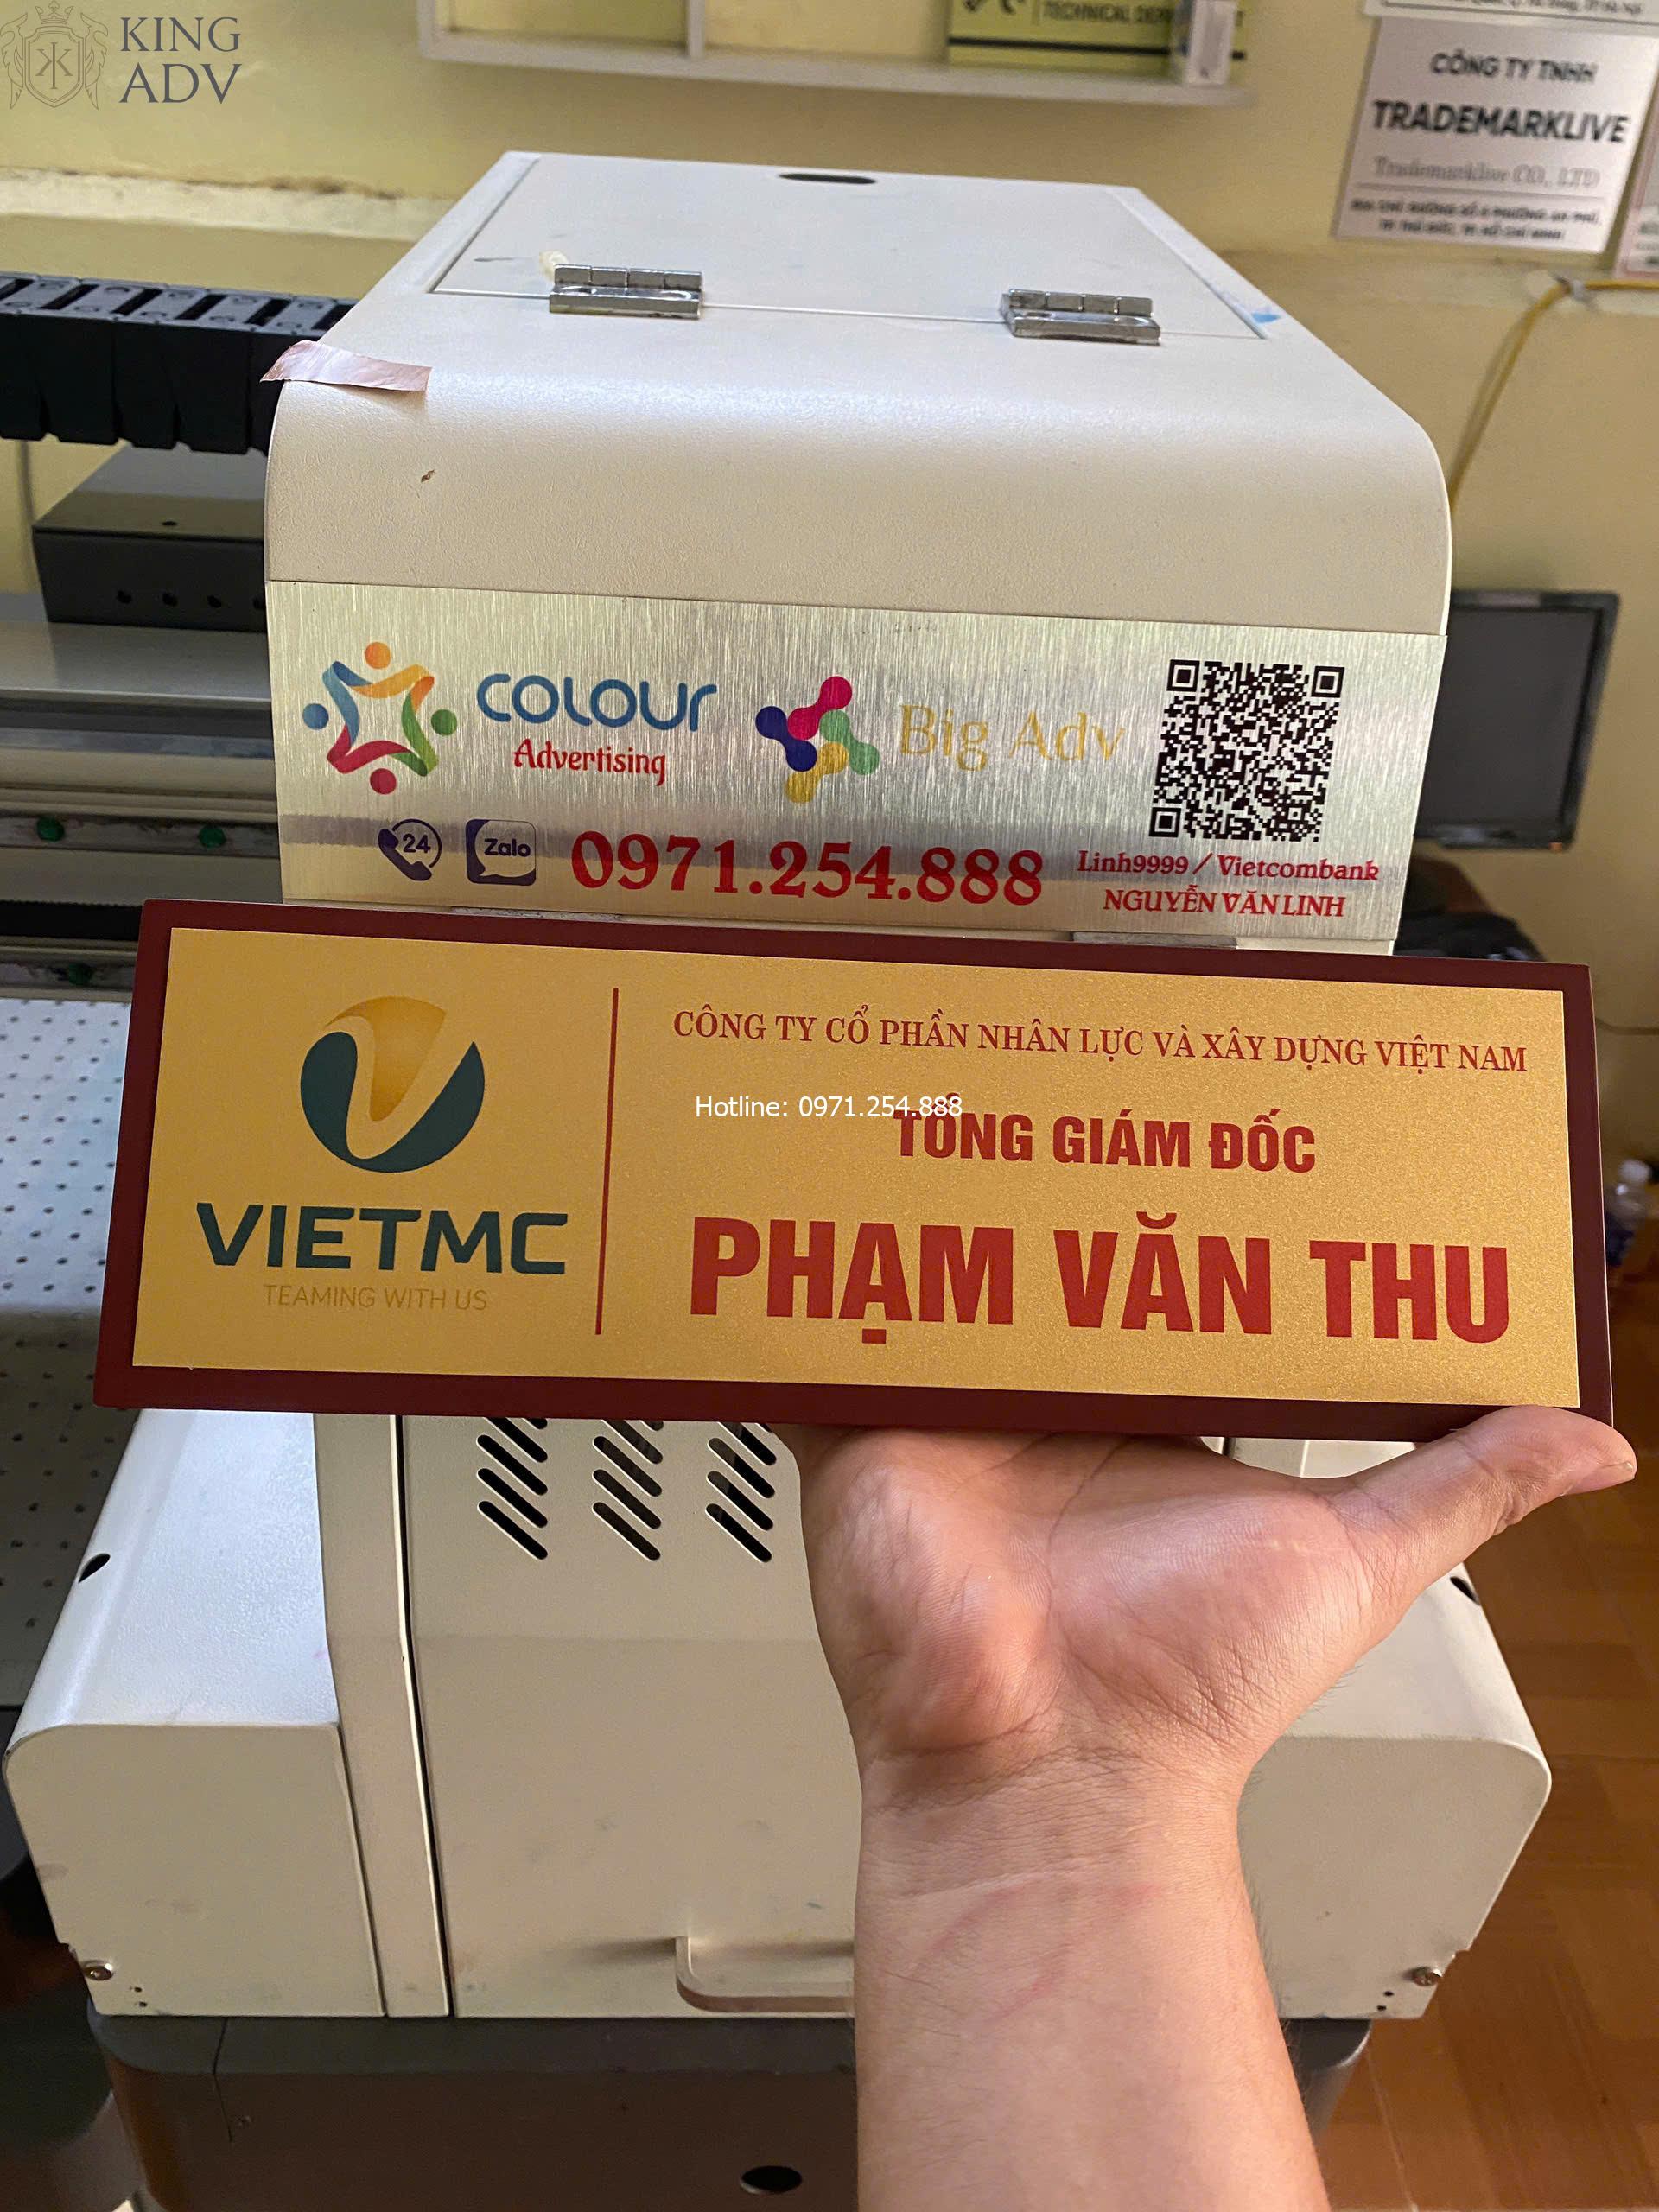 KING
ADV
TECHNICAL
CÔNG TY TNHH
TRADEMARKLIVE
Trademarklive CO., LTD
COLOUR
Advertising
Big Adv
24
Zalo
0971.254.888
Linh9999 / Vietcombank
NGUYỄN VĂN LINH
CÔNG TY CỔ PHẦN NHÂN LỰC VÀ XÂY DỰNG VIỆT NAM
Hotline: 0971.254.888
TỔNG GIÁM ĐỐC
PHẠM VĂN THU
VIETMC
TEAMING WITH US